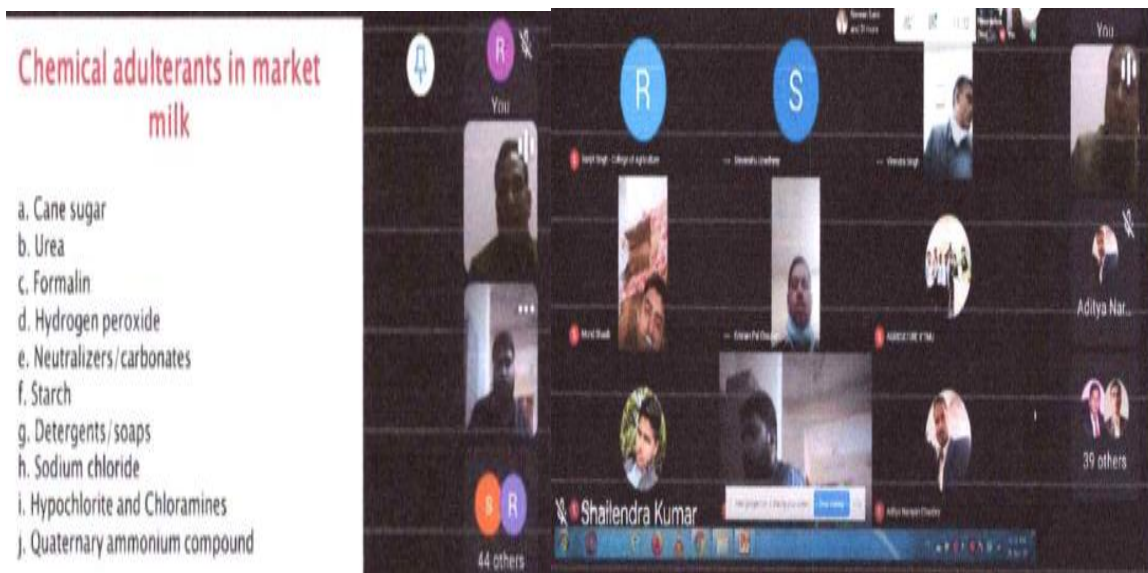 Chemical adulterants in market
milk
a. Cane sugar
b. Urea
c. Formalin
d. Hydrogen peroxide
e. Neutralizers/carbonates
f. Starch
g. Detergents/soaps
h. Sodium chloride
i. Hypochlorite and Chloramines
j. Quaternary ammonium compound
R
You
S R
44 others
R
S
You
Aditya Nar...
39 others
Shailendra Kumar